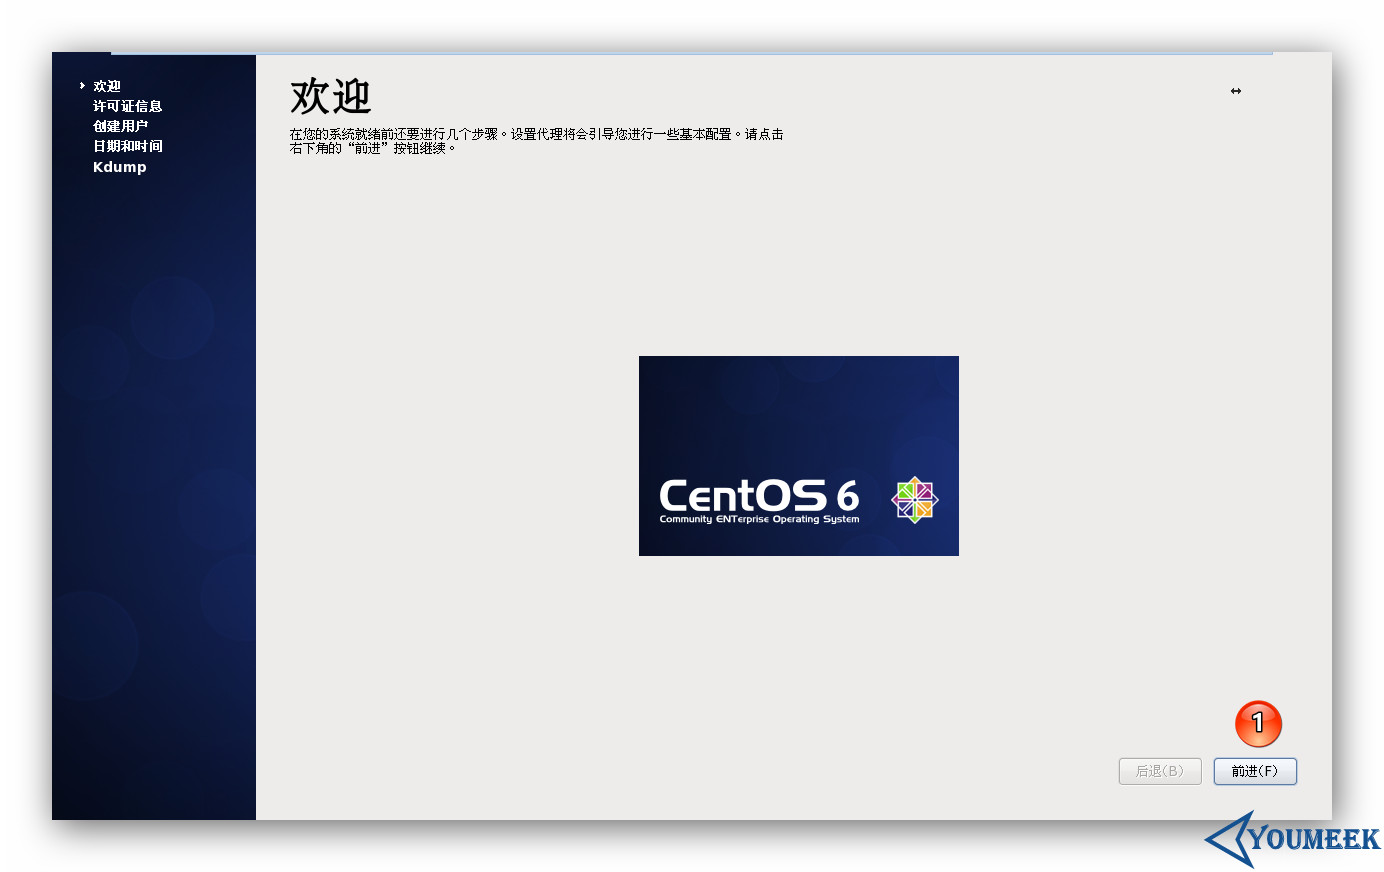 欢迎
许可证信息
创建用户
日期和时间
Kdump
欢迎
在您的系统就绪前还要进行几个步骤。设置代理将会引导您进行一些基本配置。请点击
右下角的“前进”按钮继续。
CentOS 6
Community ENTerprise Operating System
1
后退(B)
前进(F)
YOUMEEK